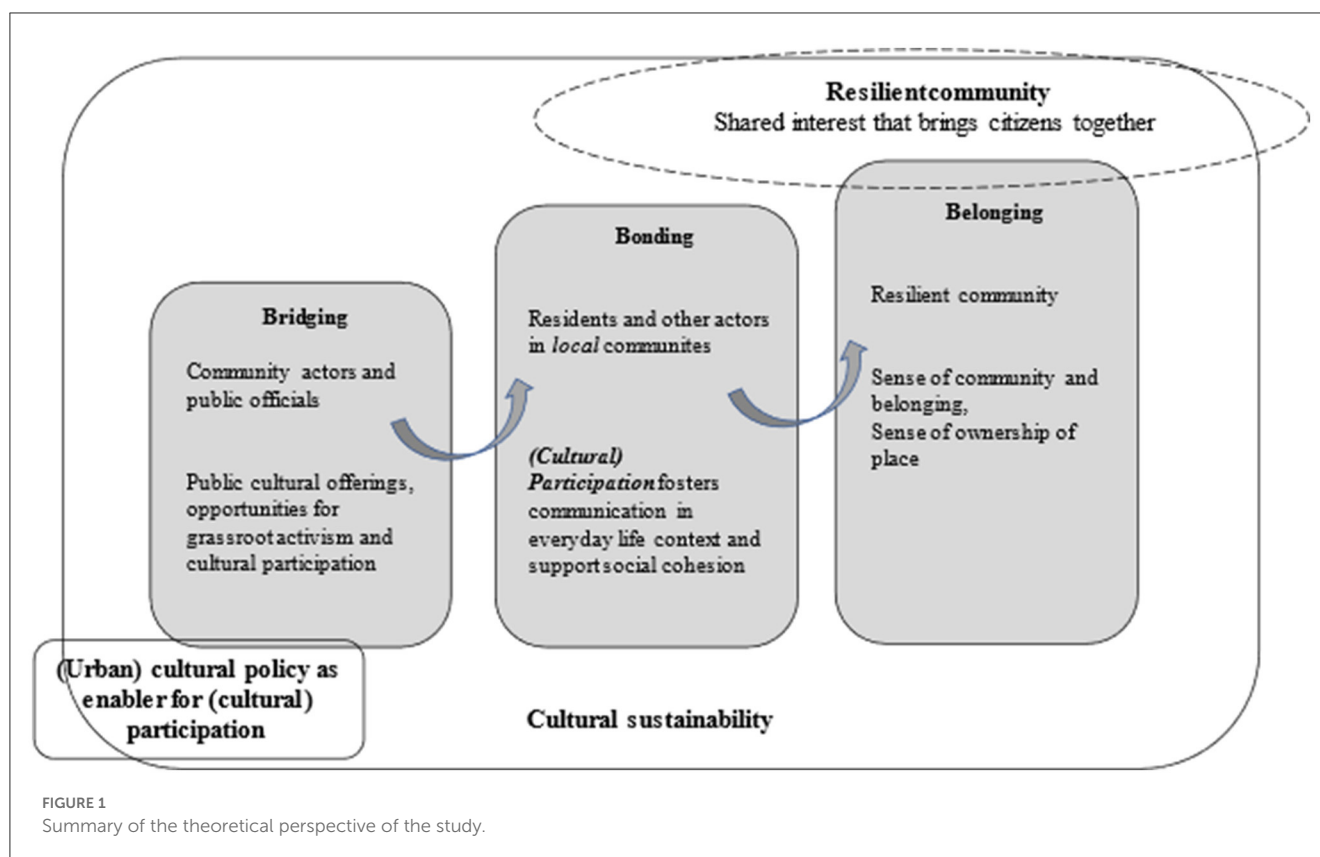 Resilientcommunity
Shared interest that brings citizens together
Bridging
Community actors and
public officials
Public cultural offerings,
opportunities for
grassroot activism and
cultural participation
Bonding
Residents and other actors
in local communites
(Cultural)
Participation fosters
communication in
everyday life context and
support social cohesion
Belonging
Resilient community
Sense of community and
belonging,
Sense of ownership of
place
(Urban) cultural policy as
enabler for (cultural)
participation
Cultural sustainability
FIGURE 1
Summary of the theoretical perspective of the study.